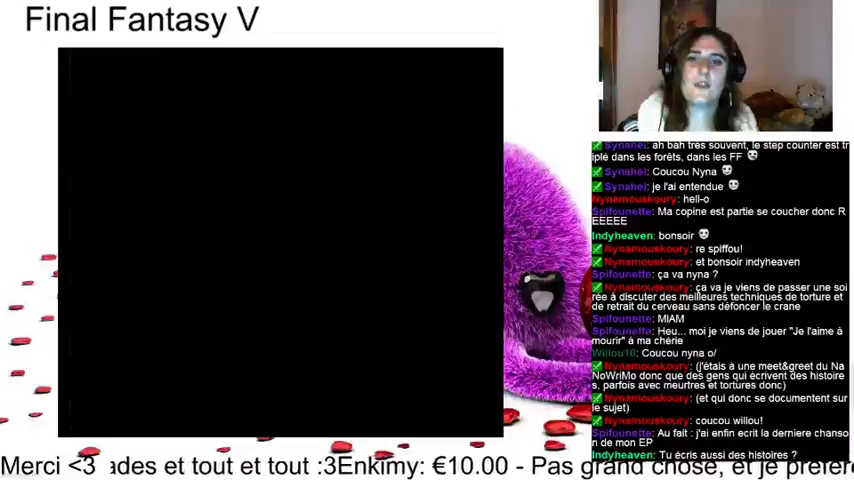 Final Fantasy V
Synahel: ah bah très souvent, le step counter est tr
iplé dans les forêts, dans les FF
Synahel: Coucou Nyna
Synahel: je l'ai entendue
Nynamouskoury: hell-o
Spifounette: Ma copine est partie se coucher donc R
EEEEE
Indyheaven: bonsoir
Nynamouskoury: re spiffou!
Nynamouskoury: et bonsoir indyheaven
Spifounette: ça va nyna ?
Nynamouskoury: ça va je viens de passer une soi
rée à discuter des meilleures techniques de torture et
de retrait du cerveau sans défoncer le crane
Spifounette: MIAM
Spifounette: Heu... moi je viens de jouer "Je l'aime à
mourir" à ma chérie
Willou10: Coucou nyna o/
Nynamouskoury: (j'étais à une meet&greet du Na
NoWriMo donc des gens qui écrivent des histoire
s, parfois avec meurtres et tortures donc)
Nynamouskoury: (et qui donc se documentent sur
le sujet)
Nynamouskoury: coucou willou!
Spifounette: Au fait : j'ai enfin ecrit la derniere chanso
n de mon EP
Indyheaven: Tu écris aussi des histoires ?
Merci <3 ades et tout et tout :3Enkimy: €10.00 - Pas grand chose, et je préfère